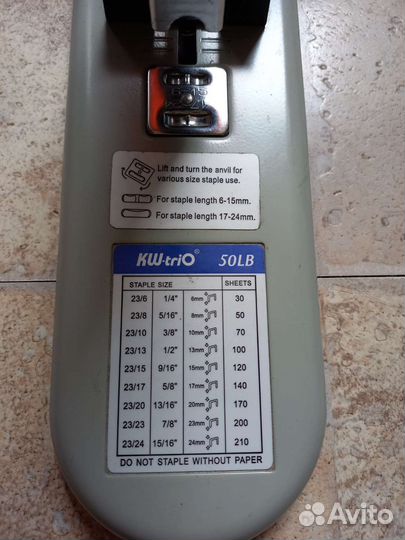 6-15
Lift and turn the anvil for
various size staple use.
For staple length 6-15mm.
For staple length 17-24mm.
KW-triO® 50LB
STAPLE SIZE SHEETS
23/6 1/4" 6mm 30
23/8 5/16" 8mm 50
23/10 3/8" 10mm 70
23/13 1/2" 13mm 100
23/15 9/16" 15mm 120
23/17 5/8" 17mm 140
23/20 13/16" 20mm 170
23/23 7/8" 23mm 200
23/24 15/16" 24mm 210
DO NOT STAPLE WITHOUT PAPER
Avito